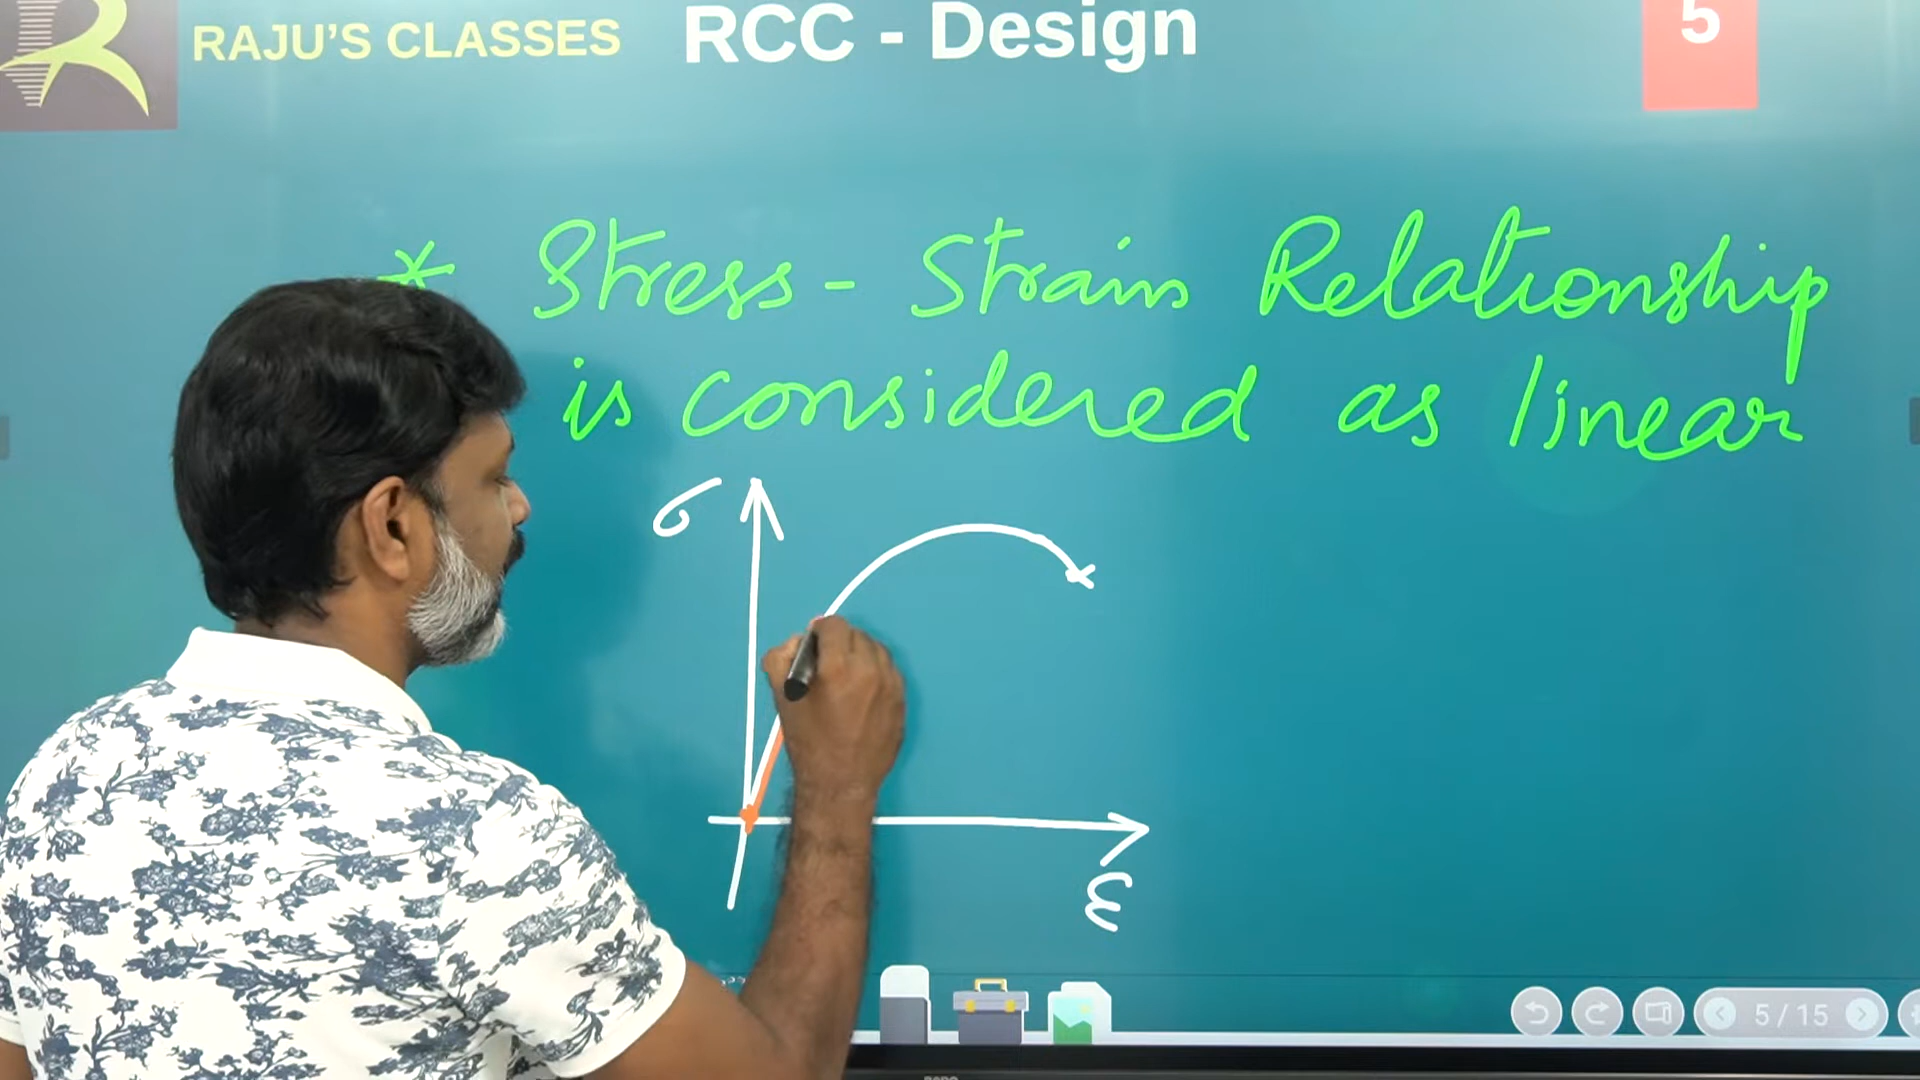 RAJU'S CLASSES
RCC - Design
5
* Stress - Strain Relationship
is considered as linear
σ
ε
5 / 15